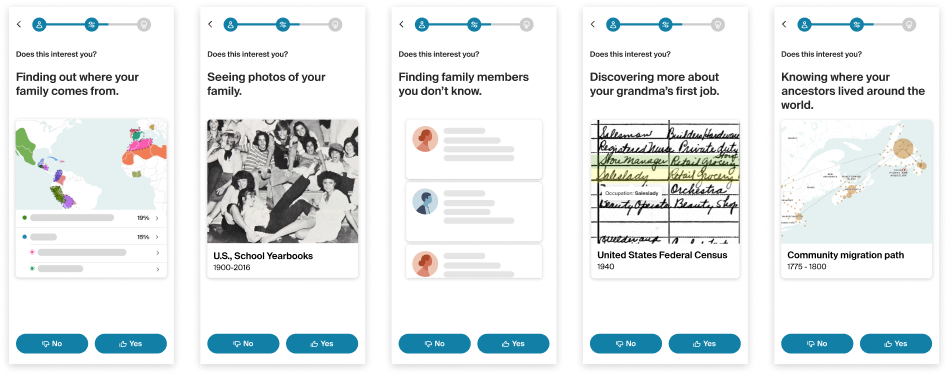 Does this interest you?
Finding out where your
family comes from.
19%
15%
No
Yes
Does this interest you?
Seeing photos of your
family.
U.S., School Yearbooks
1900-2016
No
Yes
Does this interest you?
Finding family members
you don't know.
No
Yes
Does this interest you?
Discovering more about
your grandma's first job.
Salesman Builders Hardware
Registered Nurse Private duty
Store Manager Retail Grocery
Saleslady Retail Grocery
Occupation: Saleslady Orchestra
Beauty Operator Beauty Shop
United States Federal Census
1940
No
Yes
Does this interest you?
Knowing where your
ancestors lived around the
world.
Community migration path
1775 - 1800
No
Yes